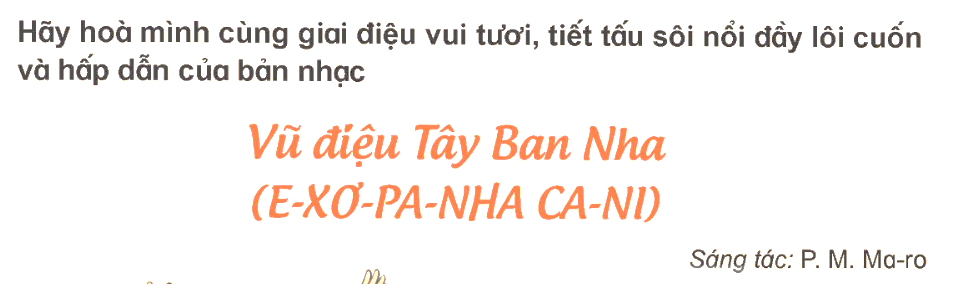 Hãy hoà mình cùng giai điệu vui tươi, tiết tấu sôi nổi đầy lôi cuốn
và hấp dẫn của bản nhạc
Vũ điệu Tây Ban Nha
(E-XƠ-PA-NHA CA-NI)
Sáng tác: P. M. Ma-ro